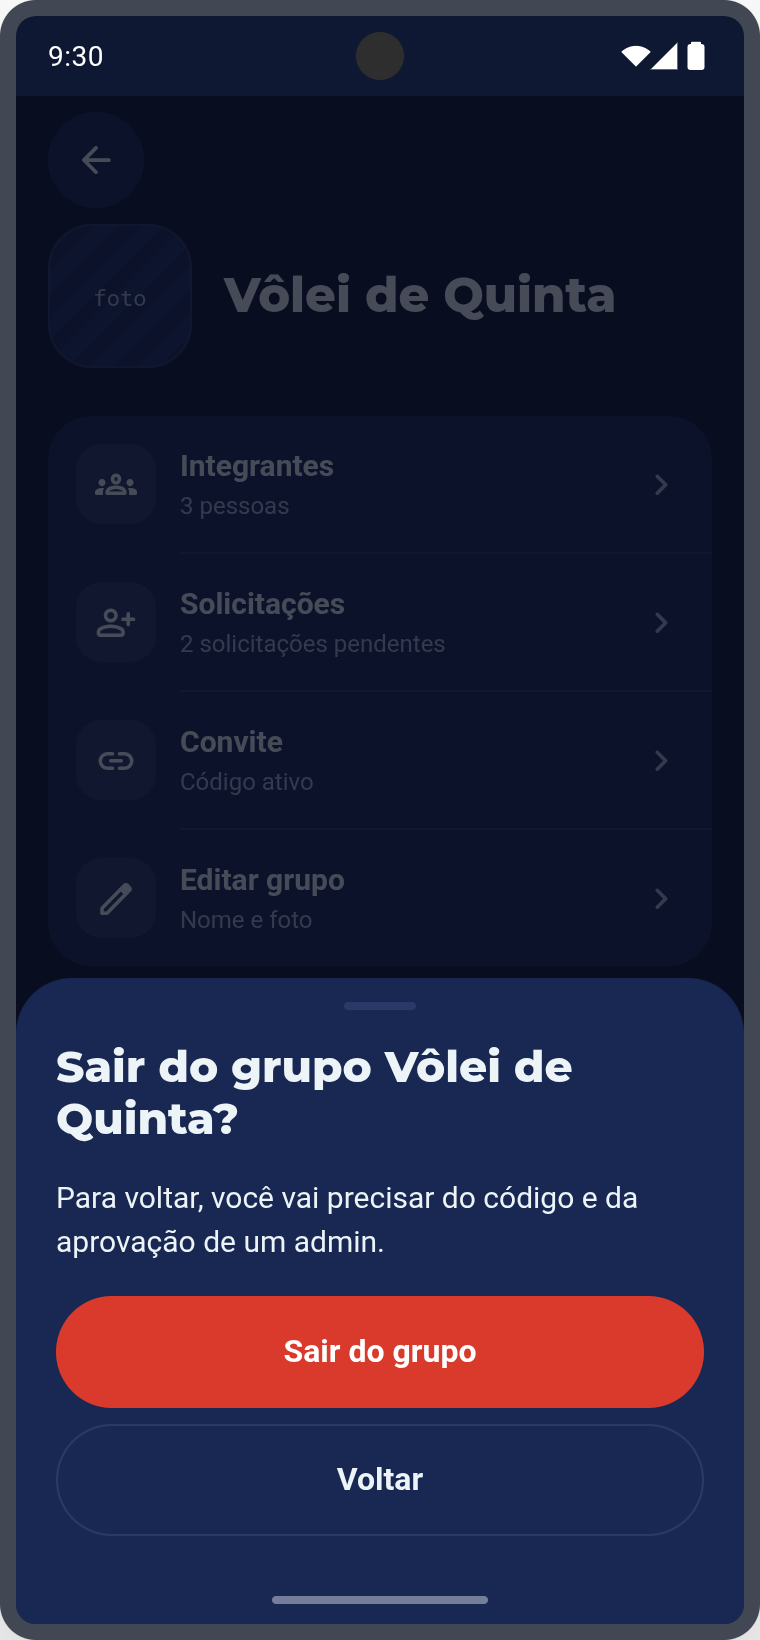 9:30
foto
Vôlei de Quinta
Integrantes
3 pessoas
Solicitações
2 solicitações pendentes
Convite
Código ativo
Editar grupo
Nome e foto
Sair do grupo Vôlei de
Quinta?
Para voltar, você vai precisar do código e da
aprovação de um admin.
Sair do grupo
Voltar